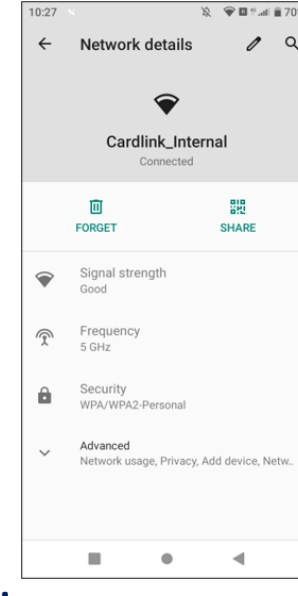 10:27
70
Network details
Cardlink_Internal
Connected
FORGET
SHARE
Signal strength
Good
Frequency
5 GHz
Security
WPA/WPA2-Personal
Advanced
Network usage, Privacy, Add device, Netw..